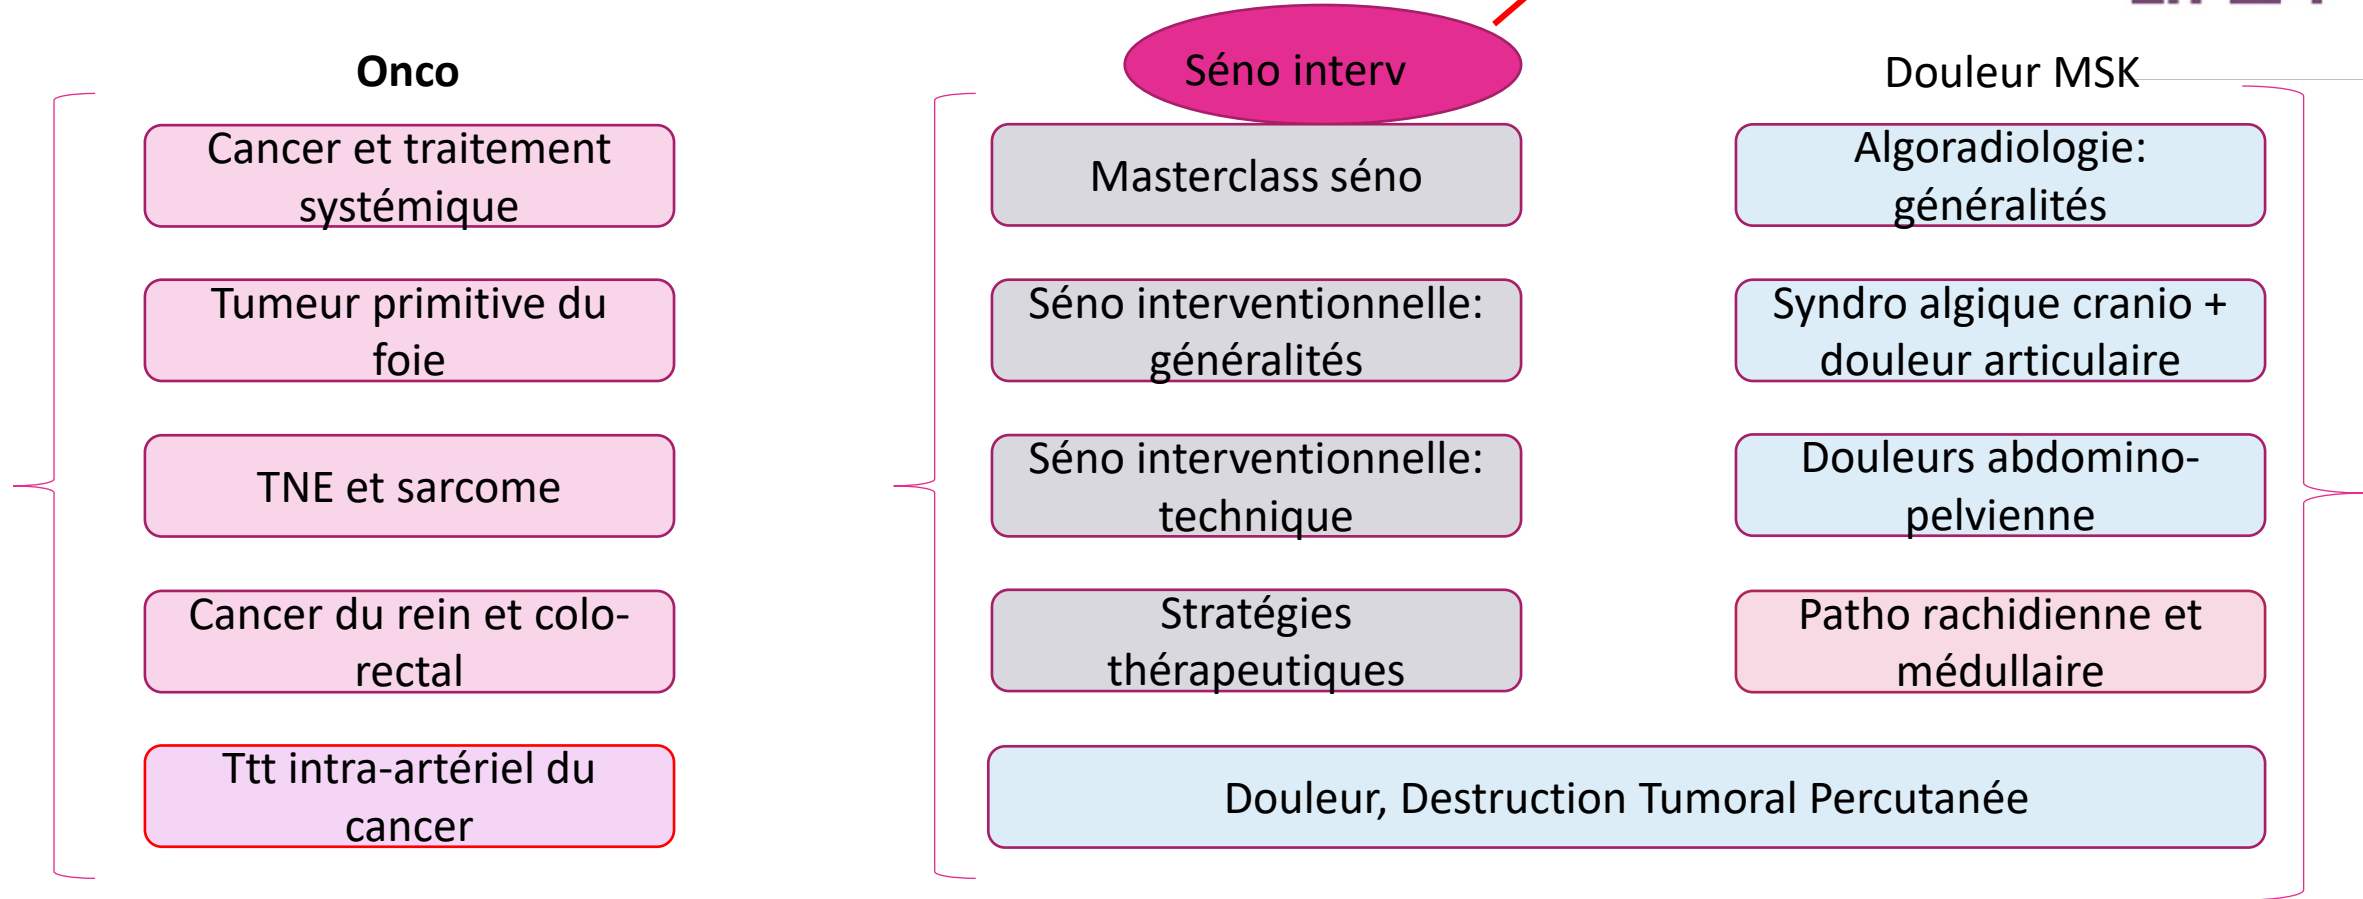 Onco
Cancer et traitement
systémique
Tumeur primitive du
foie
TNE et sarcome
Cancer du rein et colo-
rectal
Ttt intra-artériel du
cancer
Séno interv
Masterclass séno
Séno interventionnelle:
généralités
Séno interventionnelle:
technique
Stratégies
thérapeutiques
Douleur MSK
Algoradiologie:
généralités
Syndro algique cranio +
douleur articulaire
Douleurs abdomino-
pelvienne
Patho rachidienne et
médullaire
Douleur, Destruction Tumoral Percutanée